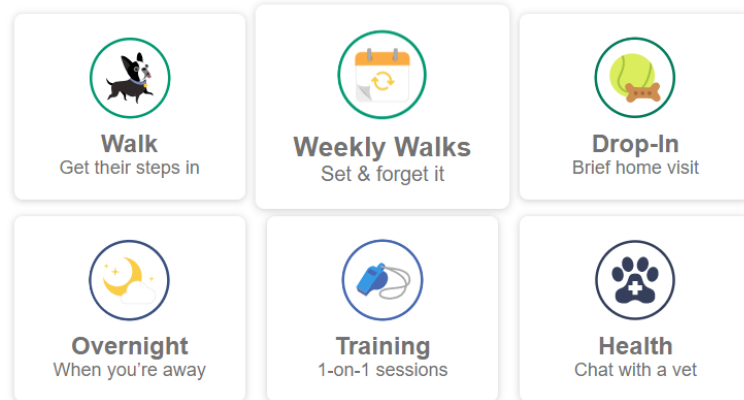 Walk
Get their steps in
Weekly Walks
Set & forget it
Drop-In
Brief home visit
Overnight
When you're away
Training
1-on-1 sessions
Health
Chat with a vet